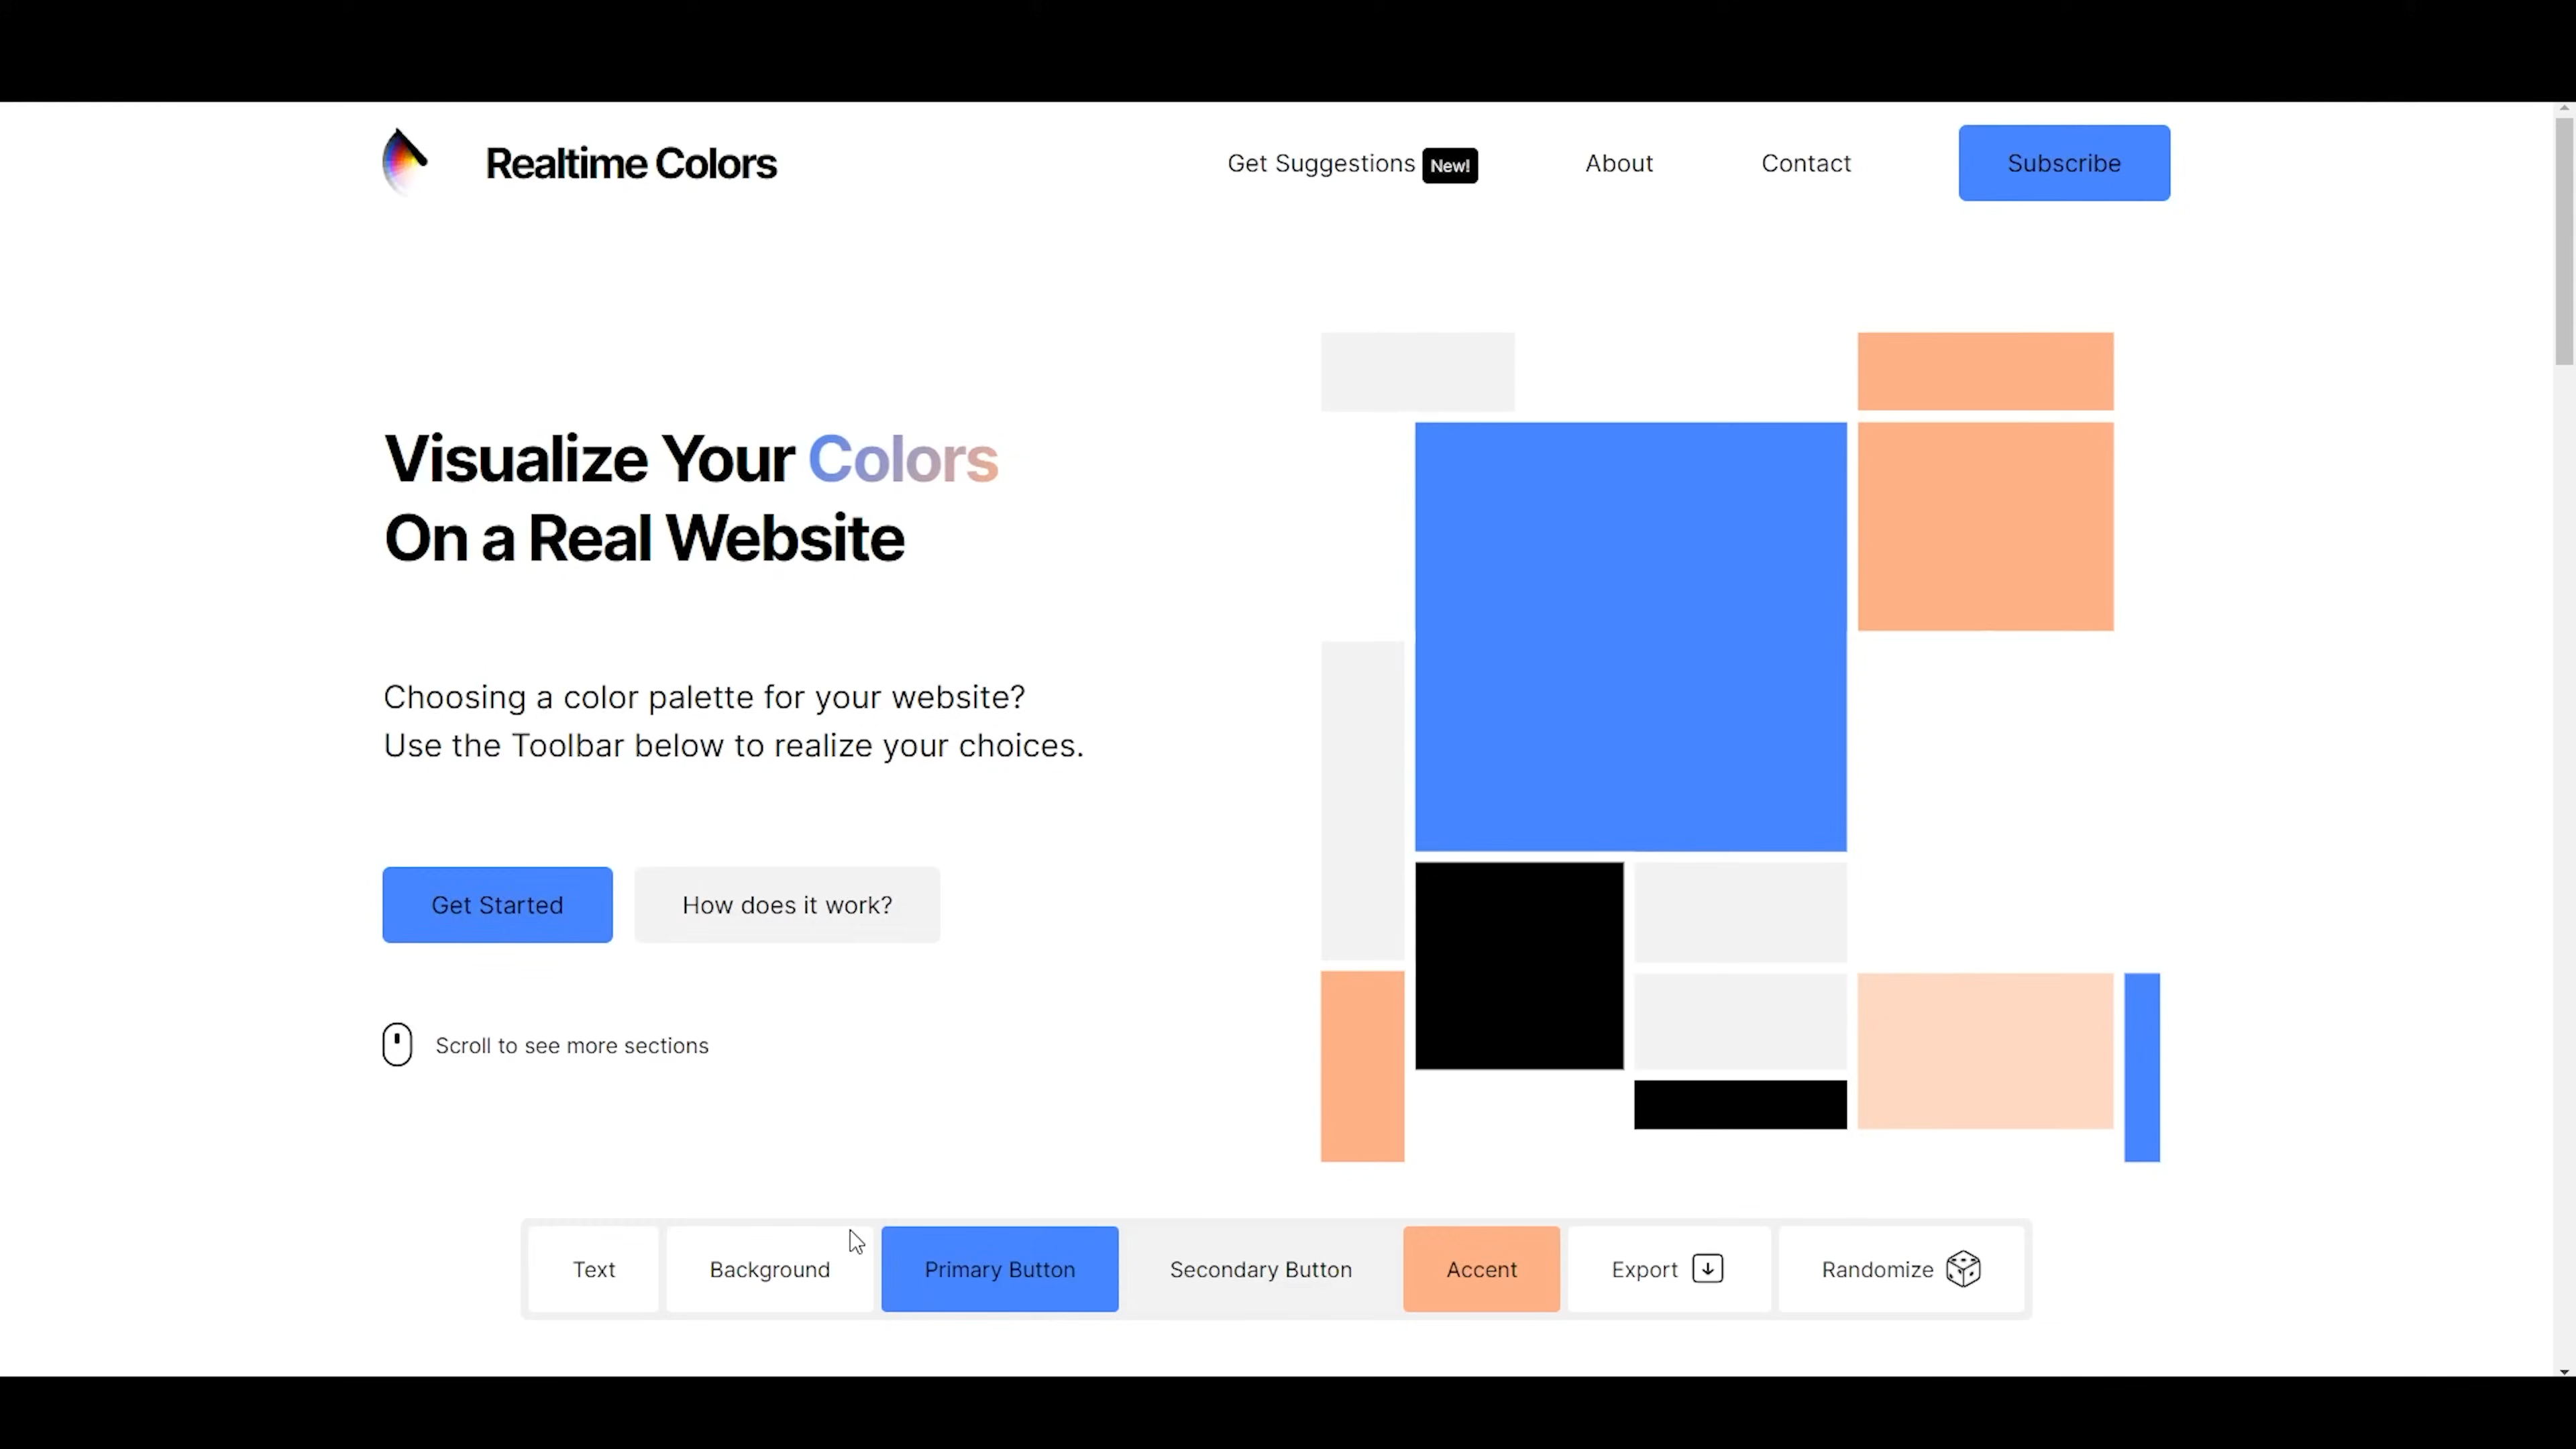 Realtime Colors
Get Suggestions New!
About
Contact
Subscribe
Visualize Your Colors
On a Real Website
Choosing a color palette for your website?
Use the Toolbar below to realize your choices.
Get Started
How does it work?
Scroll to see more sections
Text
Background
Primary Button
Secondary Button
Accent
Export
Randomize